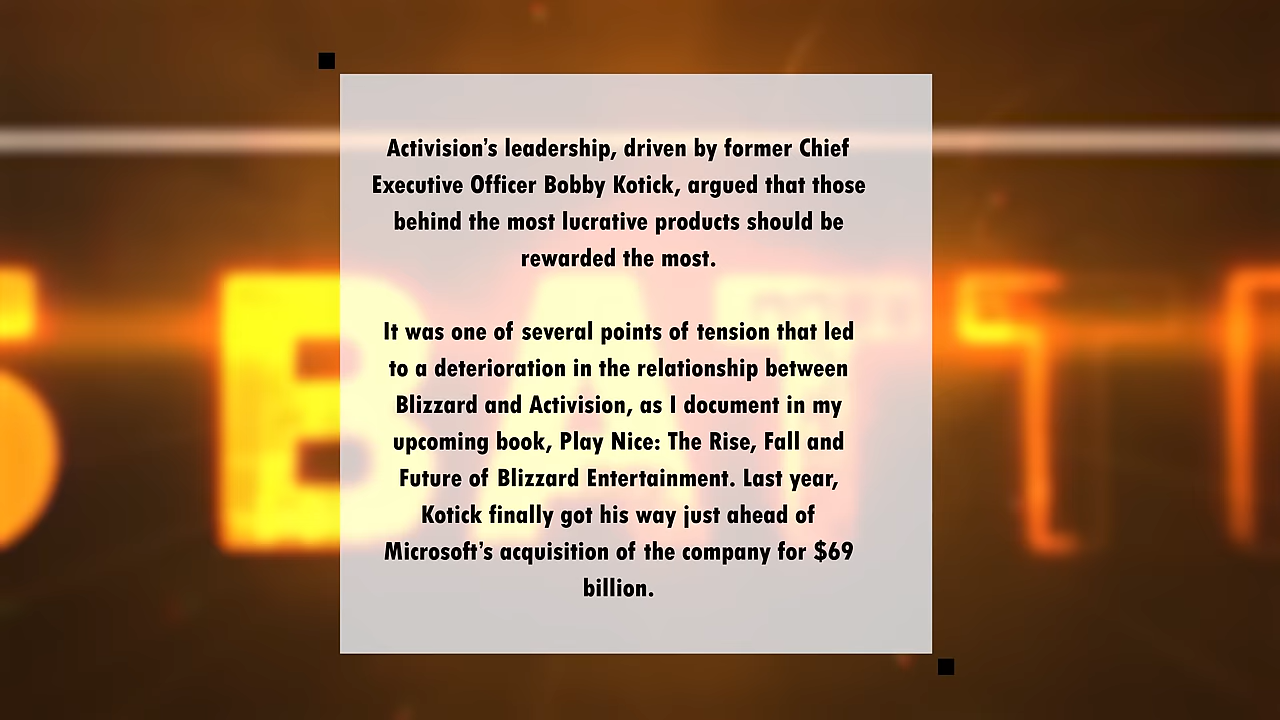 Activision’s leadership, driven by former Chief
Executive Officer Bobby Kotick, argued that those
behind the most lucrative products should be
rewarded the most.
It was one of several points of tension that led
to a deterioration in the relationship between
Blizzard and Activision, as I document in my
upcoming book, Play Nice: The Rise, Fall and
Future of Blizzard Entertainment. Last year,
Kotick finally got his way just ahead of
Microsoft’s acquisition of the company for $69
billion.